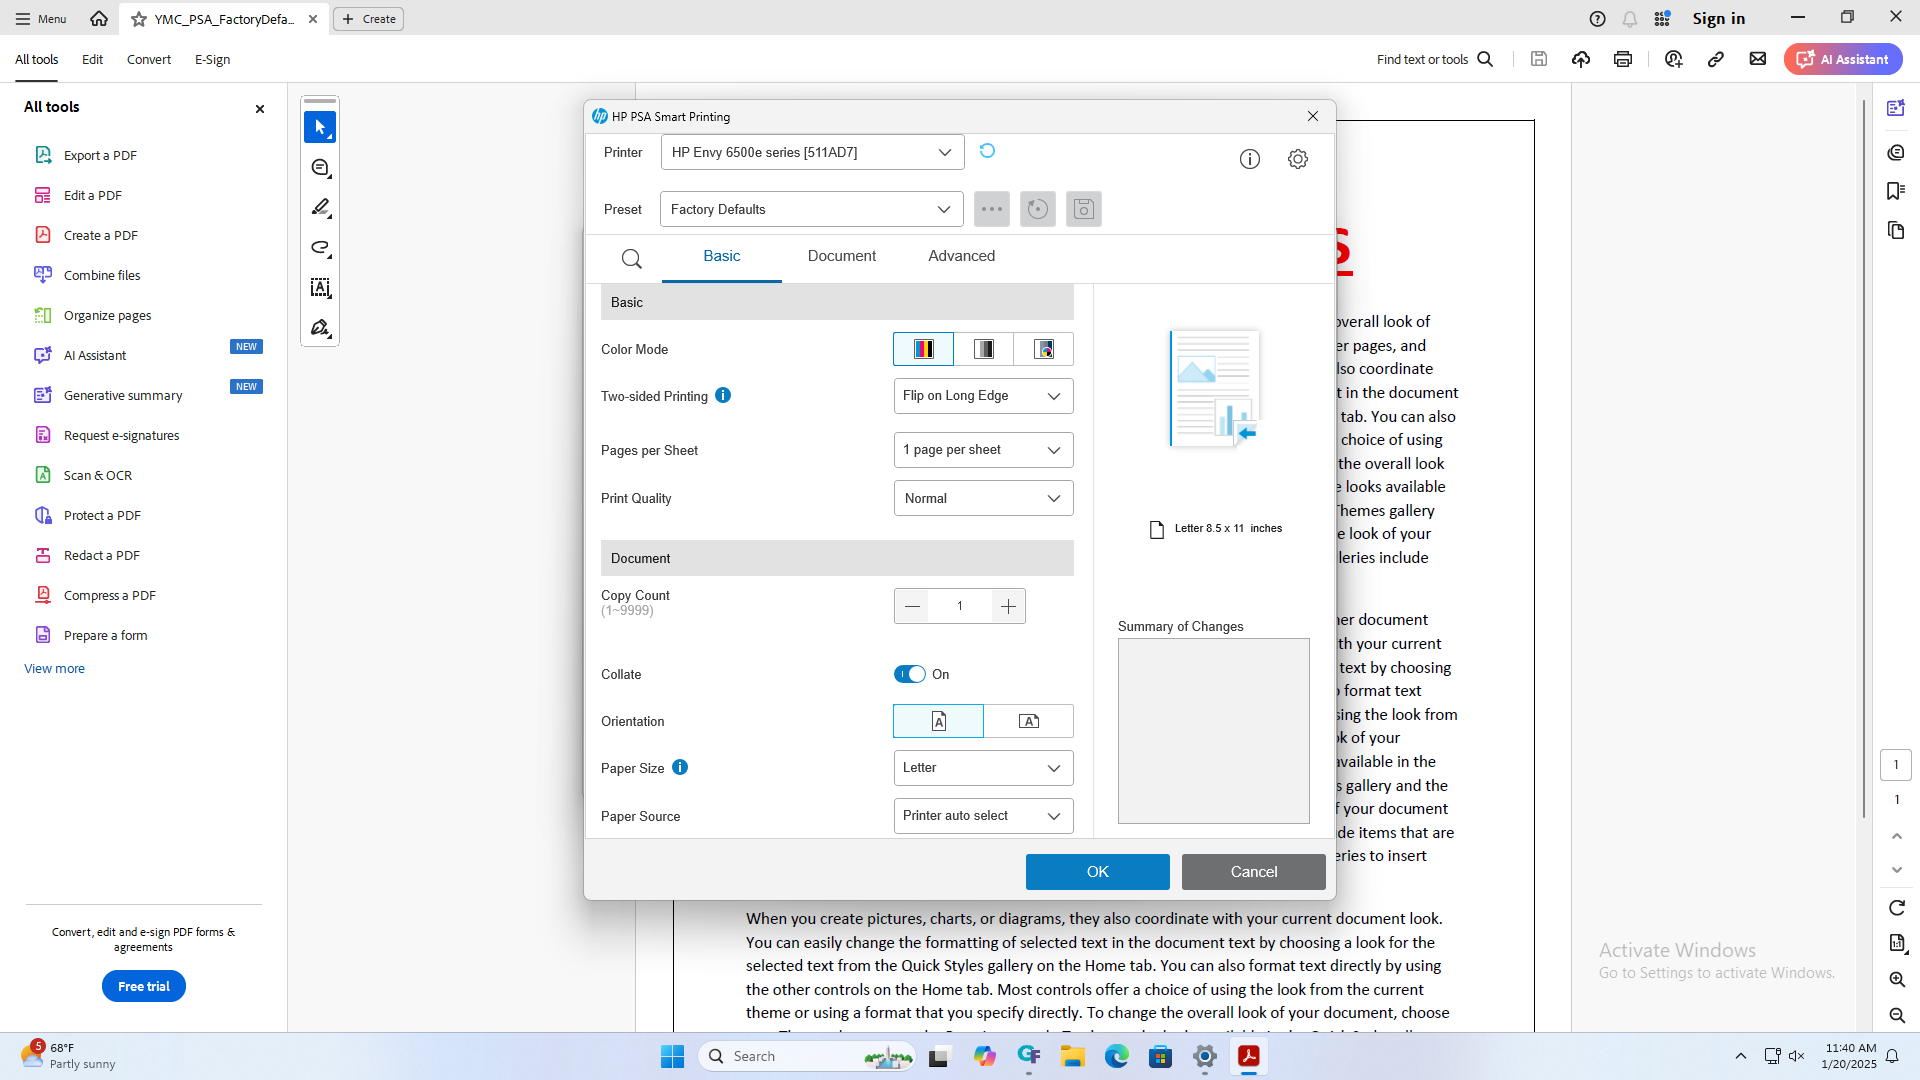 Menu
YMC_PSA_FactoryDefa...
Create
Sign in
All tools
Edit
Convert
E-Sign
Find text or tools
AI Assistant
All tools
Export a PDF
Edit a PDF
Create a PDF
Combine files
Organize pages
AI Assistant
NEW
Generative summary
NEW
Request e-signatures
Scan & OCR
Protect a PDF
Redact a PDF
Compress a PDF
Prepare a form
View more
Convert, edit and e-sign PDF forms &
agreements
Free trial
HP PSA Smart Printing
Printer
HP Envy 6500e series [511AD7]
Preset
Factory Defaults
Basic
Document
Advanced
Basic
Color Mode
Two-sided Printing
Flip on Long Edge
Pages per Sheet
1 page per sheet
Print Quality
Normal
Document
Copy Count
(1~9999)
1
Collate
On
Orientation
Paper Size
Letter
Paper Source
Printer auto select
Letter 8.5 x 11 inches
Summary of Changes
OK
Cancel
S
overall look of
er pages, and
lso coordinate
t in the document
tab. You can also
choice of using
the overall look
e looks available
Themes gallery
e look of your
lleries include
her document
th your current
text by choosing
o format text
sing the look from
ok of your
available in the
s gallery and the
f your document
de items that are
eries to insert
When you create pictures, charts, or diagrams, they also coordinate with your current document look.
You can easily change the formatting of selected text in the document text by choosing a look for the
selected text from the Quick Styles gallery on the Home tab. You can also format text directly by using
the other controls on the Home tab. Most controls offer a choice of using the look from the current
theme or using a format that you specify directly. To change the overall look of your document, choose
1
1
Activate Windows
Go to Settings to activate Windows.
5
68°F
Partly sunny
Search
11:40 AM
1/20/2025